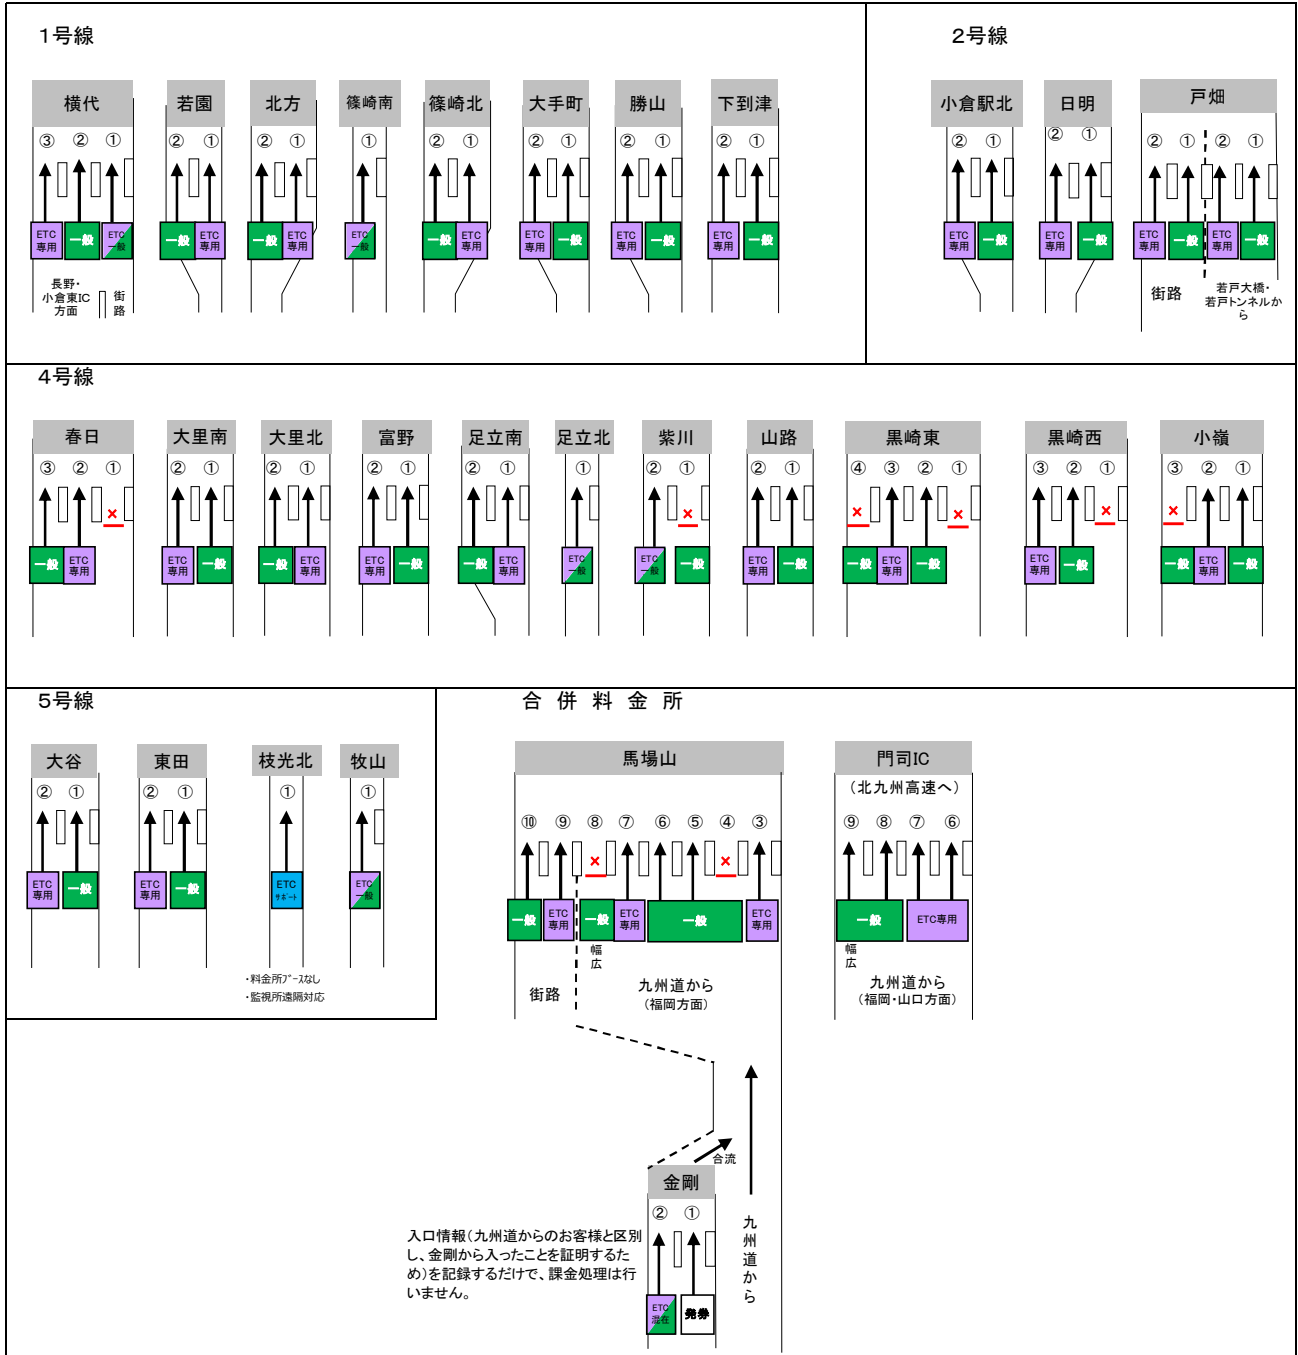 1号線
横代
③ ② ①
ETC専用 一般 ETC一般
長野・
小倉東IC
方面
街路
若園
② ①
一般 ETC専用
北方
② ①
一般 ETC専用
篠崎南
①
ETC一般
篠崎北
② ①
一般 ETC専用
大手町
② ①
ETC専用 一般
勝山
② ①
ETC専用 一般
下到津
② ①
ETC専用 一般
2号線
小倉駅北
② ①
ETC専用 一般
日明
② ①
ETC専用 一般
戸畑
② ① ② ①
ETC専用 一般 ETC専用 一般
街路
若戸大橋・
若戸トンネルか
ら
4号線
春日
③ ② ①
×
一般 ETC専用
大里南
② ①
ETC専用 一般
大里北
② ①
一般 ETC専用
富野
② ①
ETC専用 一般
足立南
② ①
一般 ETC専用
足立北
①
ETC一般
紫川
② ①
×
ETC一般 一般
山路
② ①
ETC専用 一般
黒崎東
④ ③ ② ①
× ×
一般 ETC専用 一般
黒崎西
③ ② ①
×
ETC専用 一般
小嶺
③ ② ①
×
一般 ETC専用 一般
5号線
大谷
② ①
ETC専用 一般
東田
② ①
ETC専用 一般
枝光北
①
ETCサポート
・料金所ブースなし
・監視所遠隔対応
牧山
①
ETC一般
合併料金所
馬場山
⑩ ⑨ ⑧ ⑦ ⑥ ⑤ ④ ③
× ×
一般 ETC専用 一般 ETC専用 一般 ETC専用
幅広
街路
九州道から
(福岡方面)
門司IC
(北九州高速へ)
⑨ ⑧ ⑦ ⑥
一般 ETC専用
幅広
九州道から
(福岡・山口方面)
合流
金剛
② ①
ETC混在 発券
九州道から
入口情報(九州道からのお客様と区別
し、金剛から入ったことを証明するた
め)を記録するだけで、課金処理は行
いません。